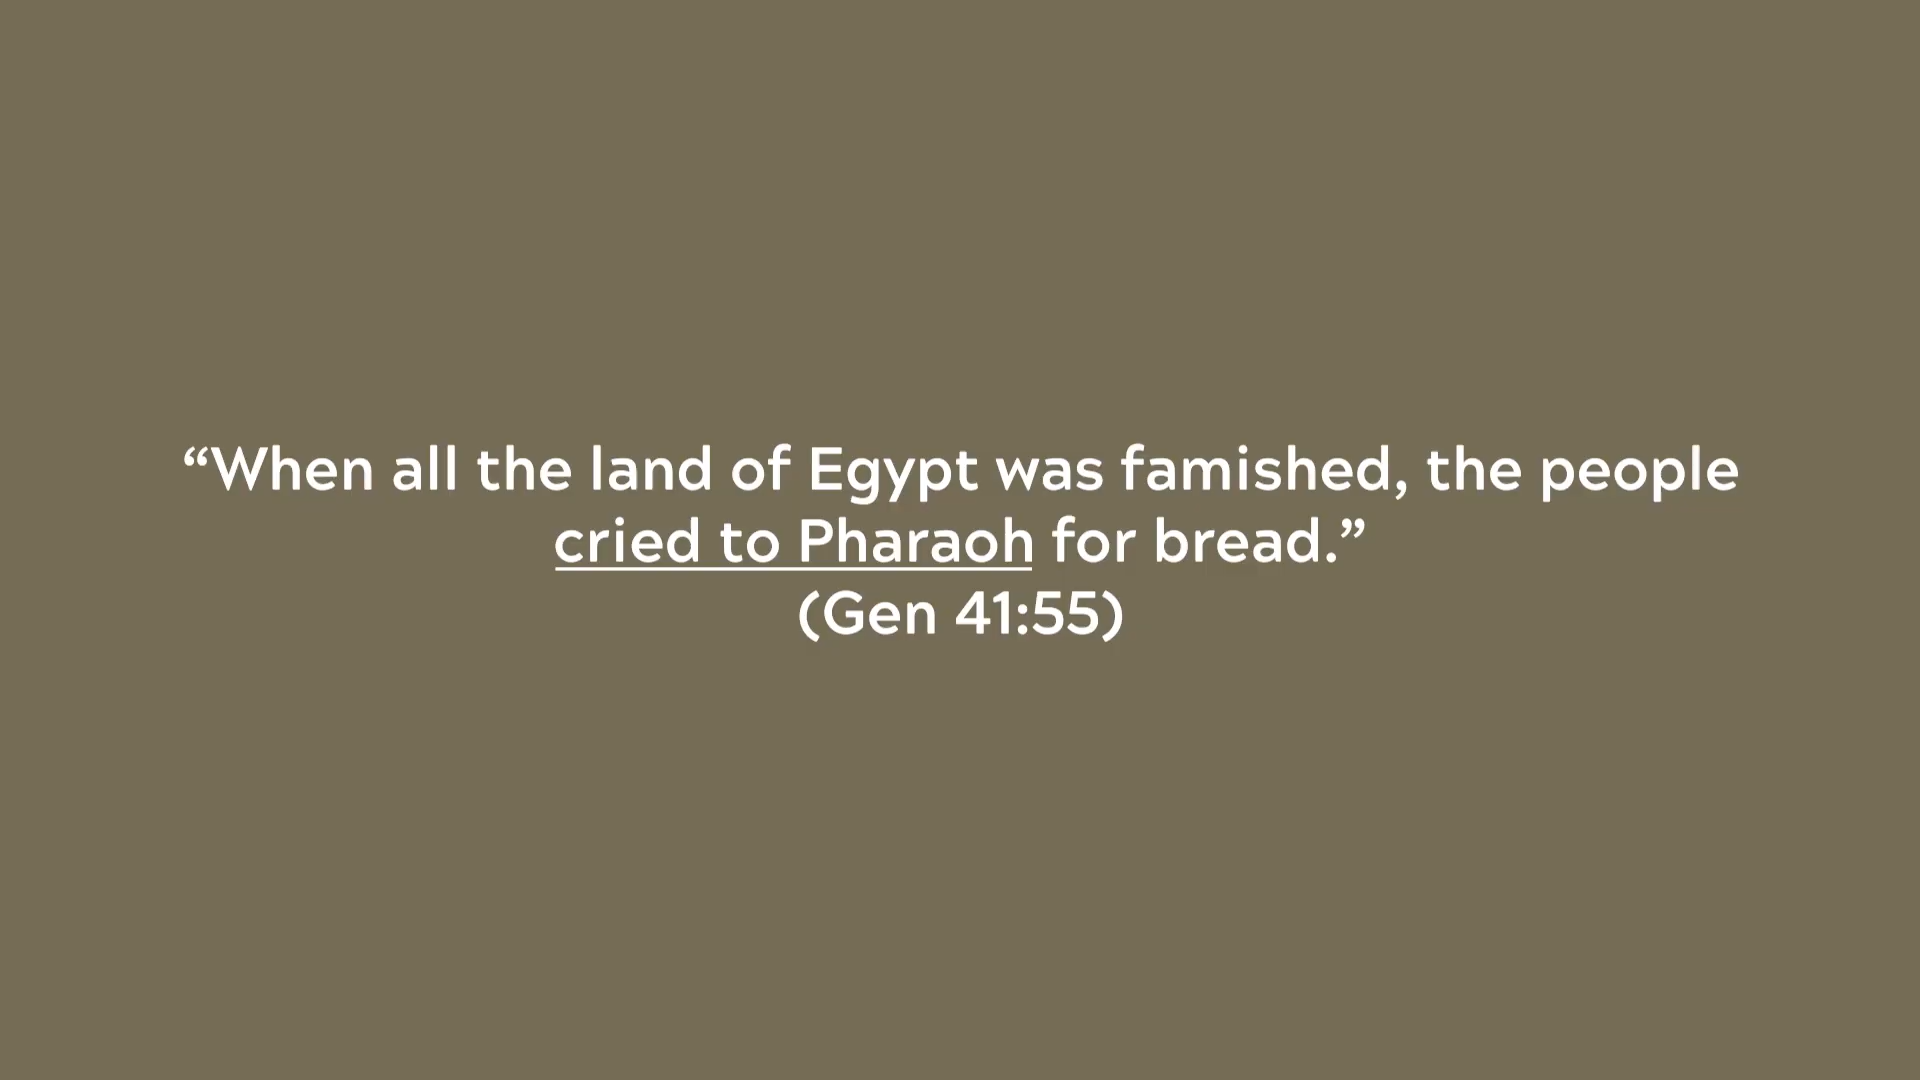 “When all the land of Egypt was famished, the people
cried to Pharaoh for bread.”
(Gen 41:55)